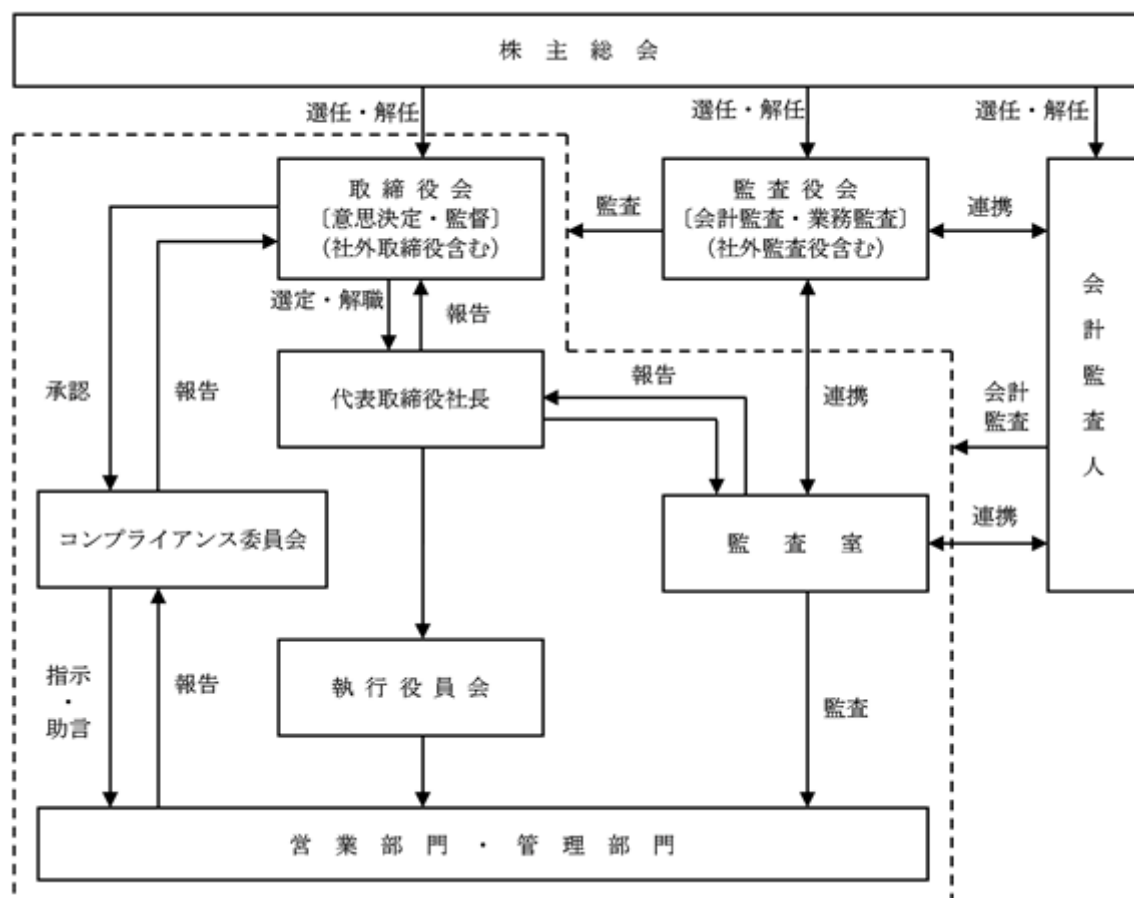 株主総会
選任・解任
選任・解任
選任・解任
取締役会
〔意思決定・監督〕
(社外取締役含む)
監査
監査役会
〔会計監査・業務監査〕
(社外監査役含む)
連携
会計監査人
選定・解職
報告
承認
報告
代表取締役社長
報告
連携
会計
監査
コンプライアンス委員会
監査室
連携
指示
・
助言
報告
執行役員会
監査
営業部門・管理部門